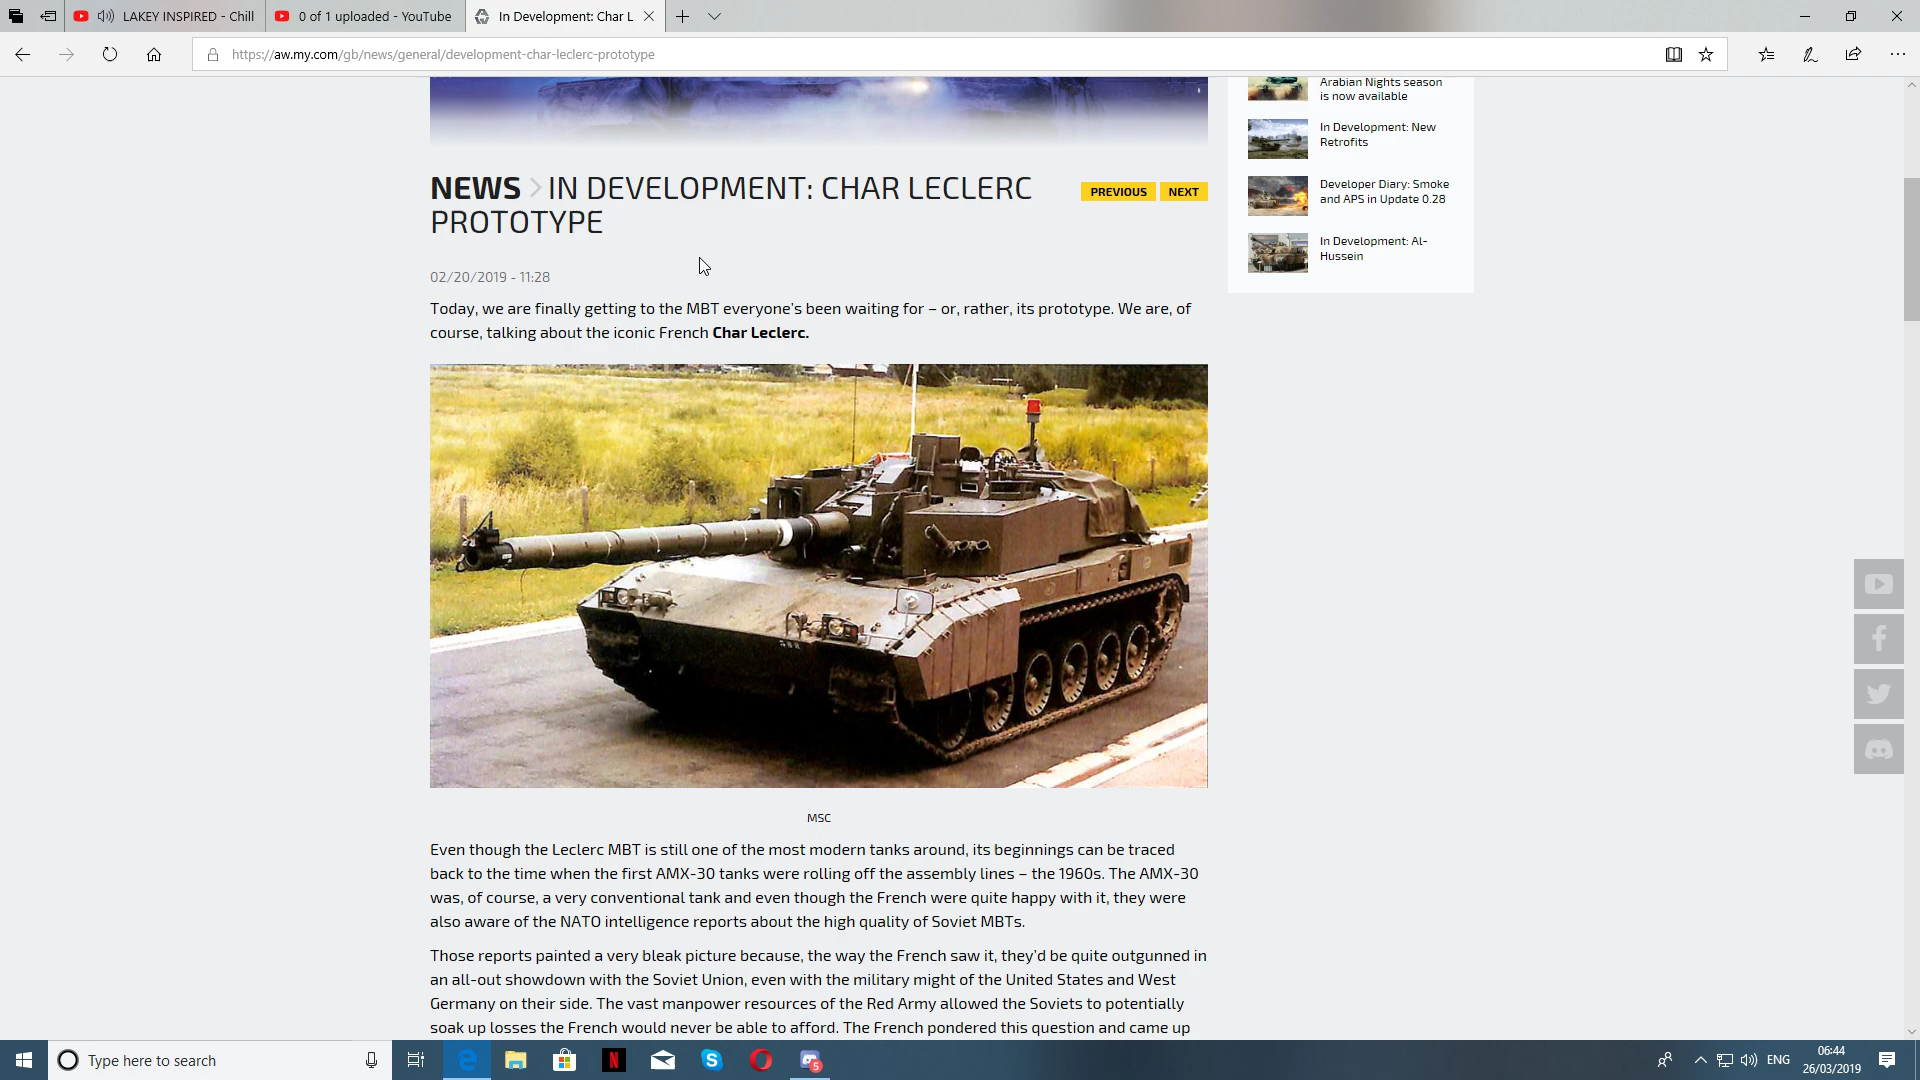 LAKEY INSPIRED - Chill
0 of 1 uploaded - YouTube
In Development: Char L
https://aw.my.com/gb/news/general/development-char-leclerc-prototype
Arabian Nights season
is now available
In Development: New
Retrofits
Developer Diary: Smoke
and APS in Update 0.28
In Development: Al-
Hussein
NEWS > IN DEVELOPMENT: CHAR LECLERC
PROTOTYPE
PREVIOUS NEXT
02/20/2019 - 11:28
Today, we are finally getting to the MBT everyone's been waiting for – or, rather, its prototype. We are, of
course, talking about the iconic French Char Leclerc.
MSC
Even though the Leclerc MBT is still one of the most modern tanks around, its beginnings can be traced
back to the time when the first AMX-30 tanks were rolling off the assembly lines – the 1960s. The AMX-30
was, of course, a very conventional tank and even though the French were quite happy with it, they were
also aware of the NATO intelligence reports about the high quality of Soviet MBTs.
Those reports painted a very bleak picture because, the way the French saw it, they'd be quite outgunned in
an all-out showdown with the Soviet Union, even with the military might of the United States and West
Germany on their side. The vast manpower resources of the Red Army allowed the Soviets to potentially
soak up losses the French would never be able to afford. The French pondered this question and came up
Type here to search
N
5
ENG
06:44
26/03/2019